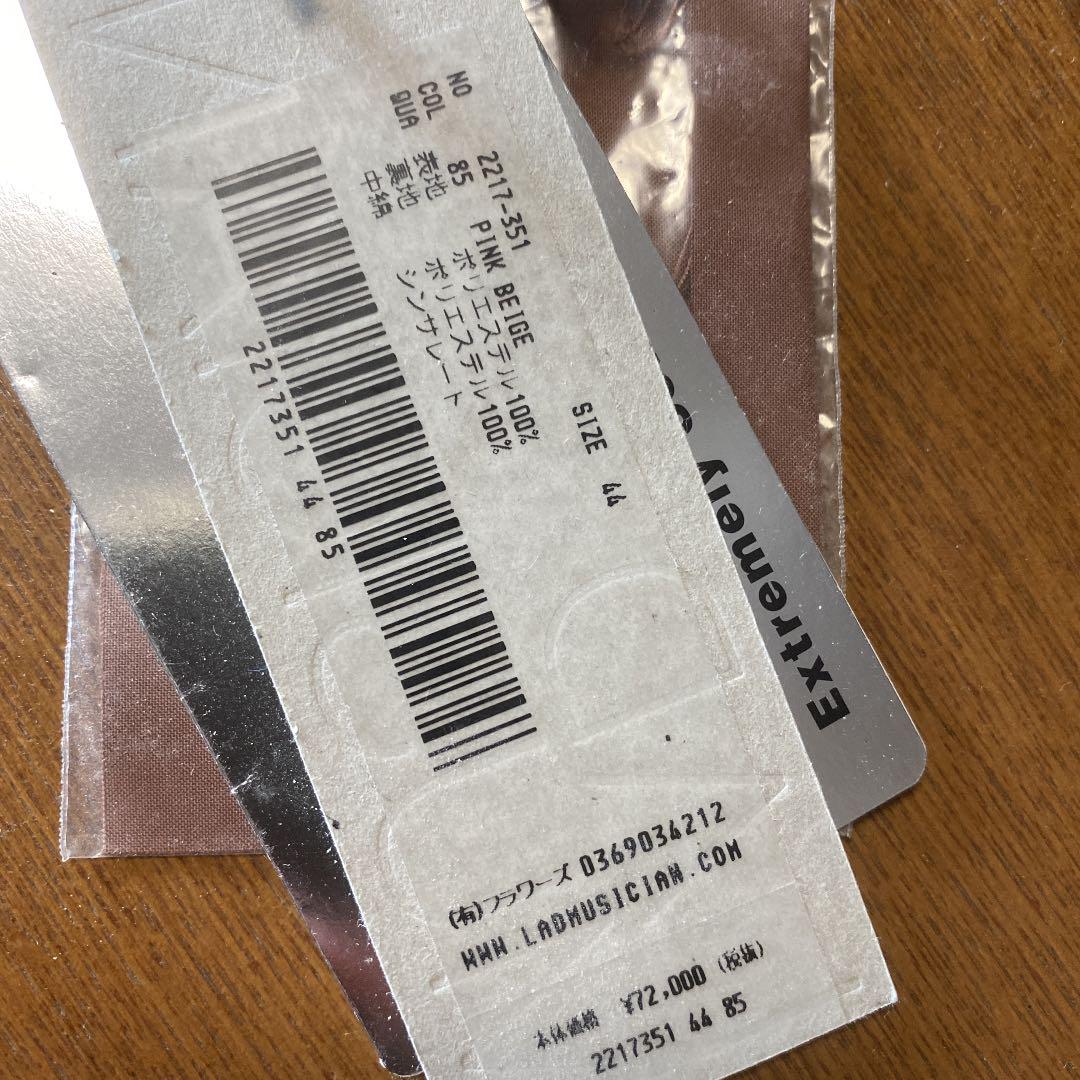 NO 2217-351 SIZE 44
COL 85 PINK BEIGE
QUA 表地 ポリエステル100%
裏地 ポリエステル100%
中綿 シンサレート
2217351 44 85
(有)フラワーズ 0369034212
WWW.LADMUSICIAN.COM
本体価格 ¥72,000 (税抜)
2217351 44 85
Extremely